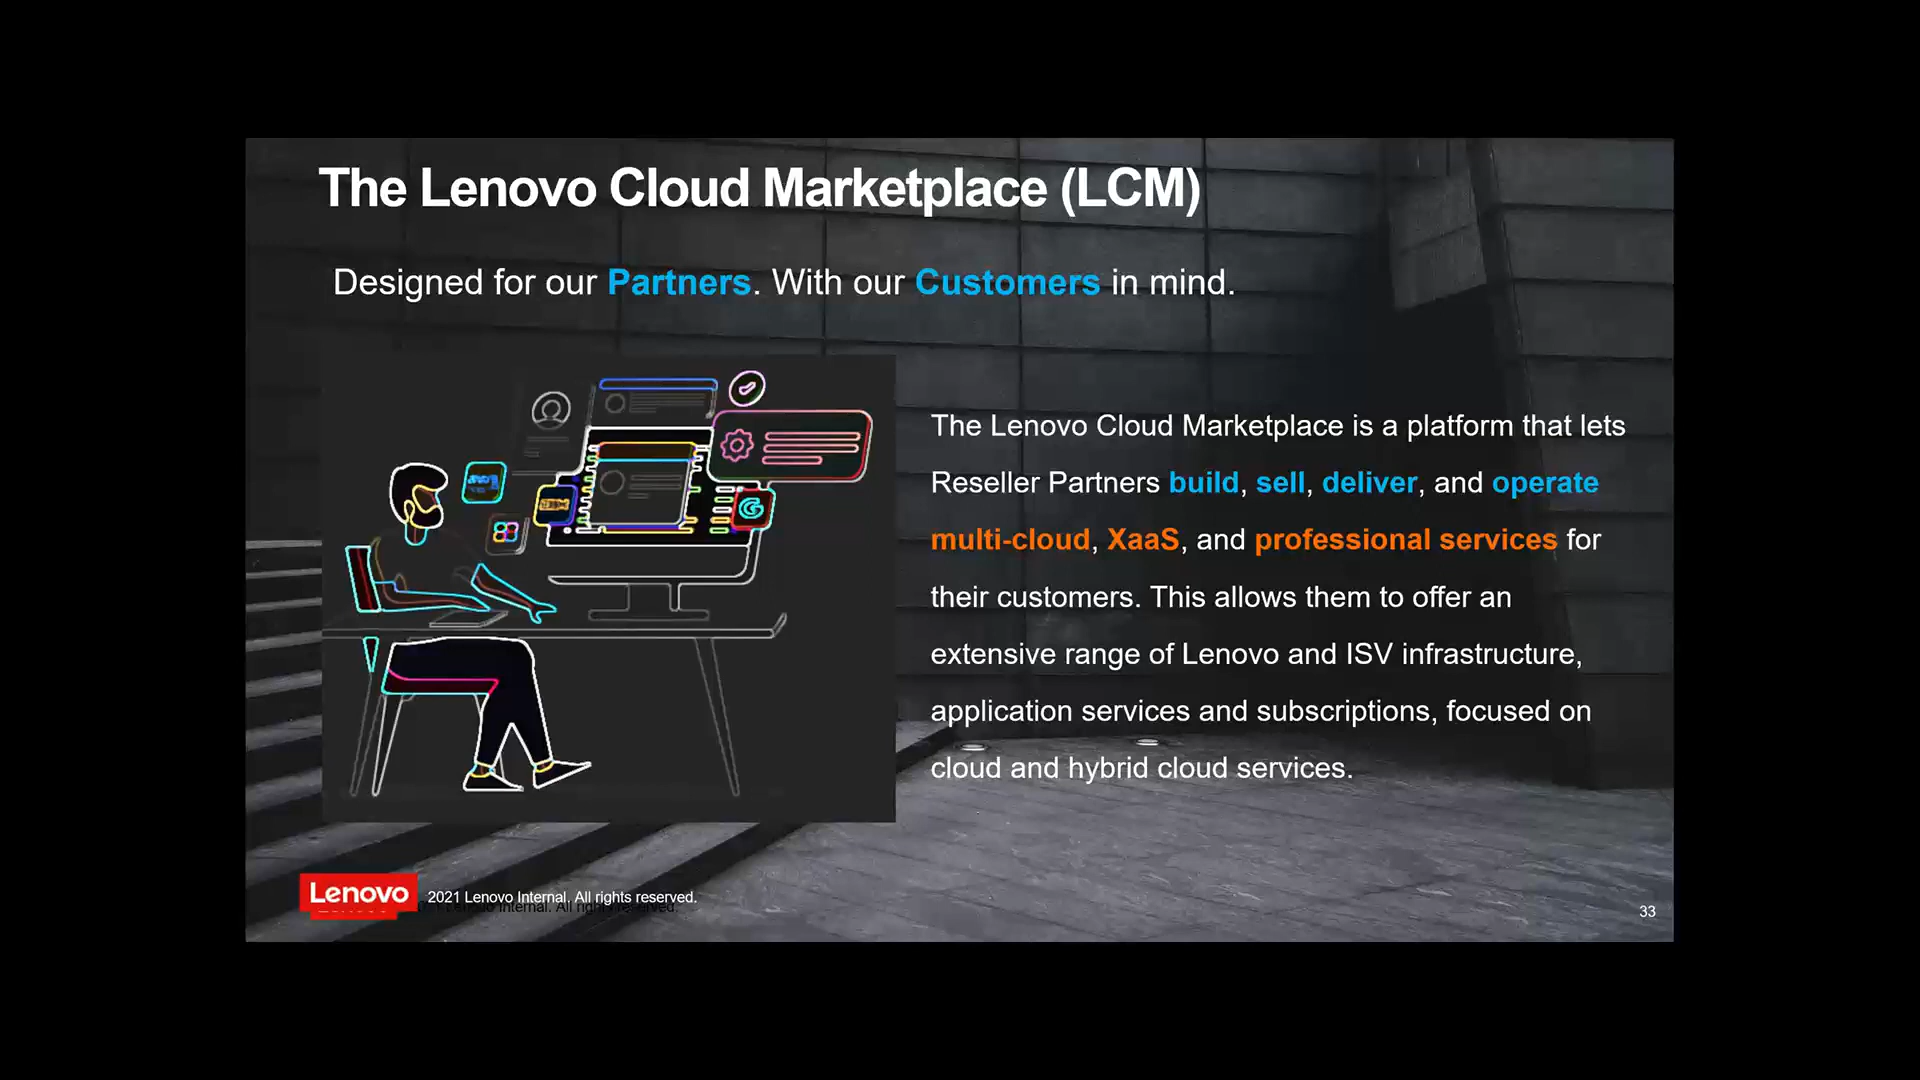 The Lenovo Cloud Marketplace (LCM)
Designed for our Partners. With our Customers in mind.
The Lenovo Cloud Marketplace is a platform that lets
Reseller Partners build, sell, deliver, and operate
multi-cloud, XaaS, and professional services for
their customers. This allows them to offer an
extensive range of Lenovo and ISV infrastructure,
application services and subscriptions, focused on
cloud and hybrid cloud services.
Lenovo 2021 Lenovo Internal. All rights reserved.
33